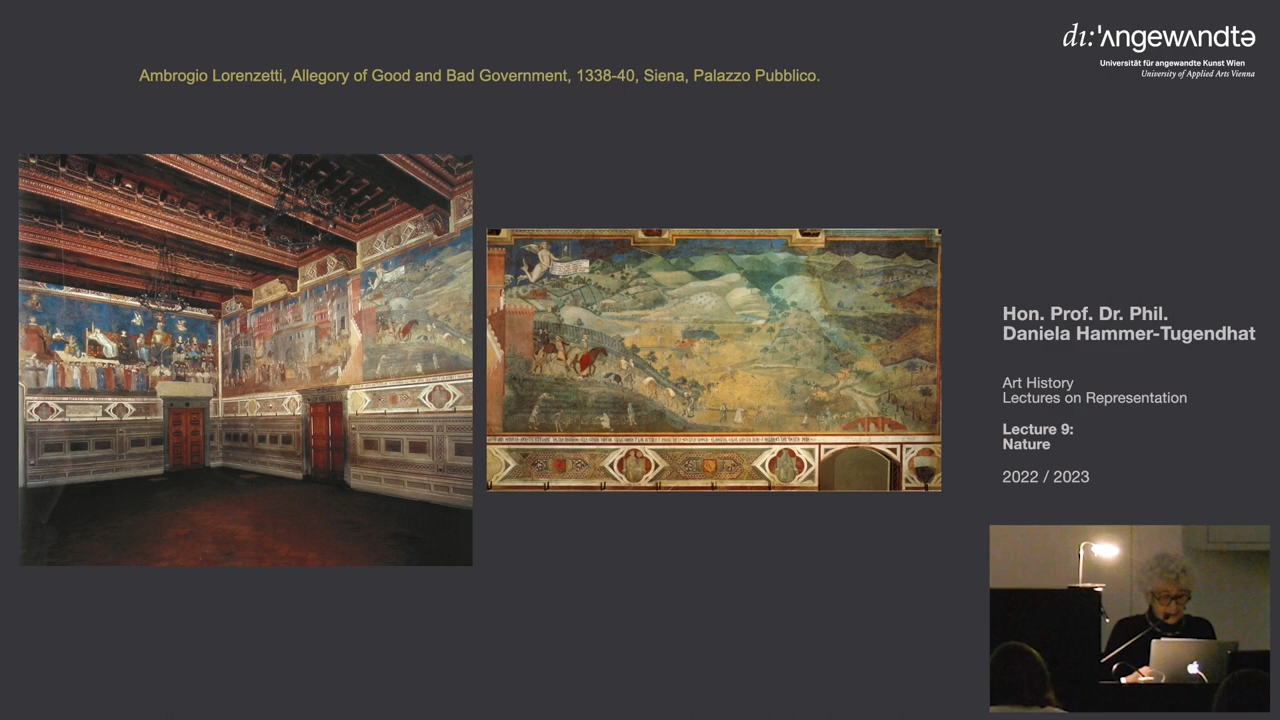 Ambrogio Lorenzetti, Allegory of Good and Bad Government, 1338-40, Siena, Palazzo Pubblico.
dı:'ʌngewʌndtə
Universität für angewandte Kunst Wien
University of Applied Arts Vienna
Hon. Prof. Dr. Phil.
Daniela Hammer-Tugendhat
Art History
Lectures on Representation
Lecture 9:
Nature
2022 / 2023